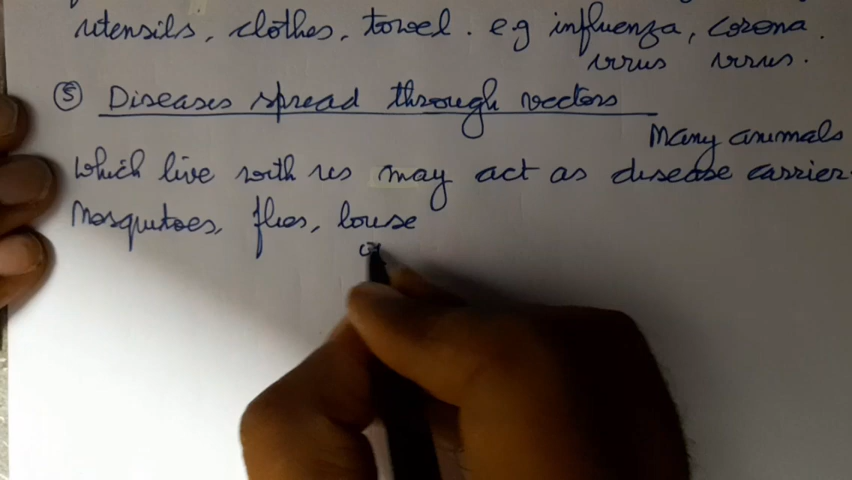 utensils, clothes, towel. e.g influenza, corona.
virus virus.
⑤ Diseases spread through vectors
Many animals
which live with us may act as disease carrier.
Mosquitoes, flies, louse